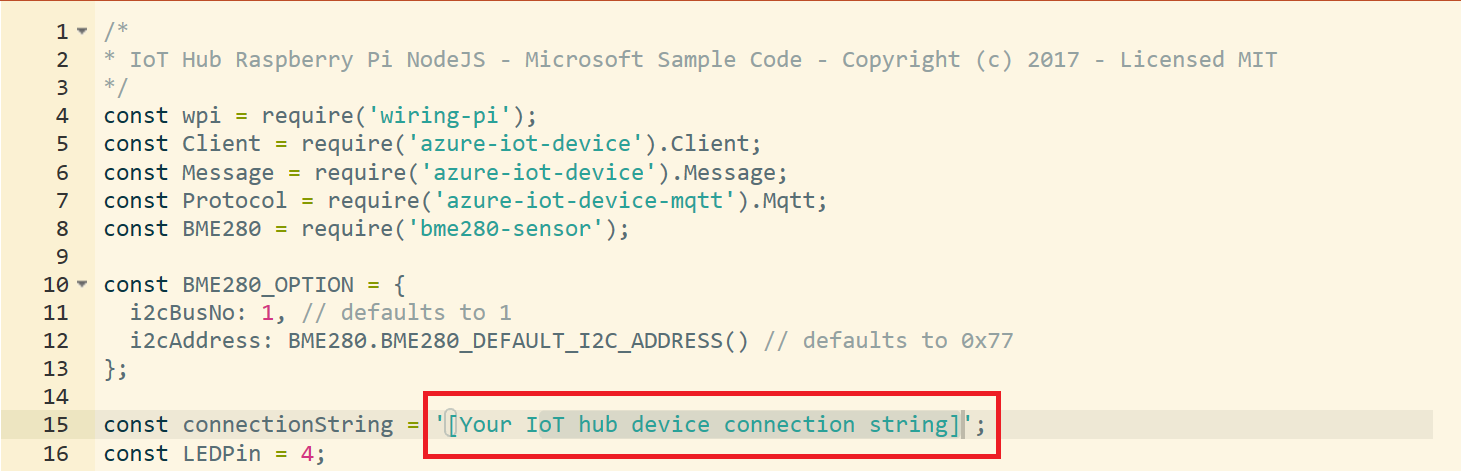 1 /*
2 * IoT Hub Raspberry Pi NodeJS - Microsoft Sample Code - Copyright (c) 2017 - Licensed MIT
3 */
4 const wpi = require('wiring-pi');
5 const Client = require('azure-iot-device').Client;
6 const Message = require('azure-iot-device').Message;
7 const Protocol = require('azure-iot-device-mqtt').Mqtt;
8 const BME280 = require('bme280-sensor');
9
10 const BME280_OPTION = {
11   i2cBusNo: 1, // defaults to 1
12   i2cAddress: BME280.BME280_DEFAULT_I2C_ADDRESS() // defaults to 0x77
13 };
14
15 const connectionString = '[Your IoT hub device connection string]';
16 const LEDPin = 4;